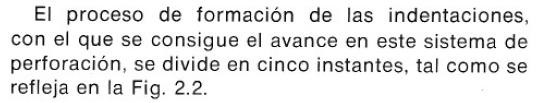 El proceso de formación de las indentaciones,
con el que se consigue el avance en este sistema de
perforación, se divide en cinco instantes, tal como se
refleja en la Fig. 2.2.